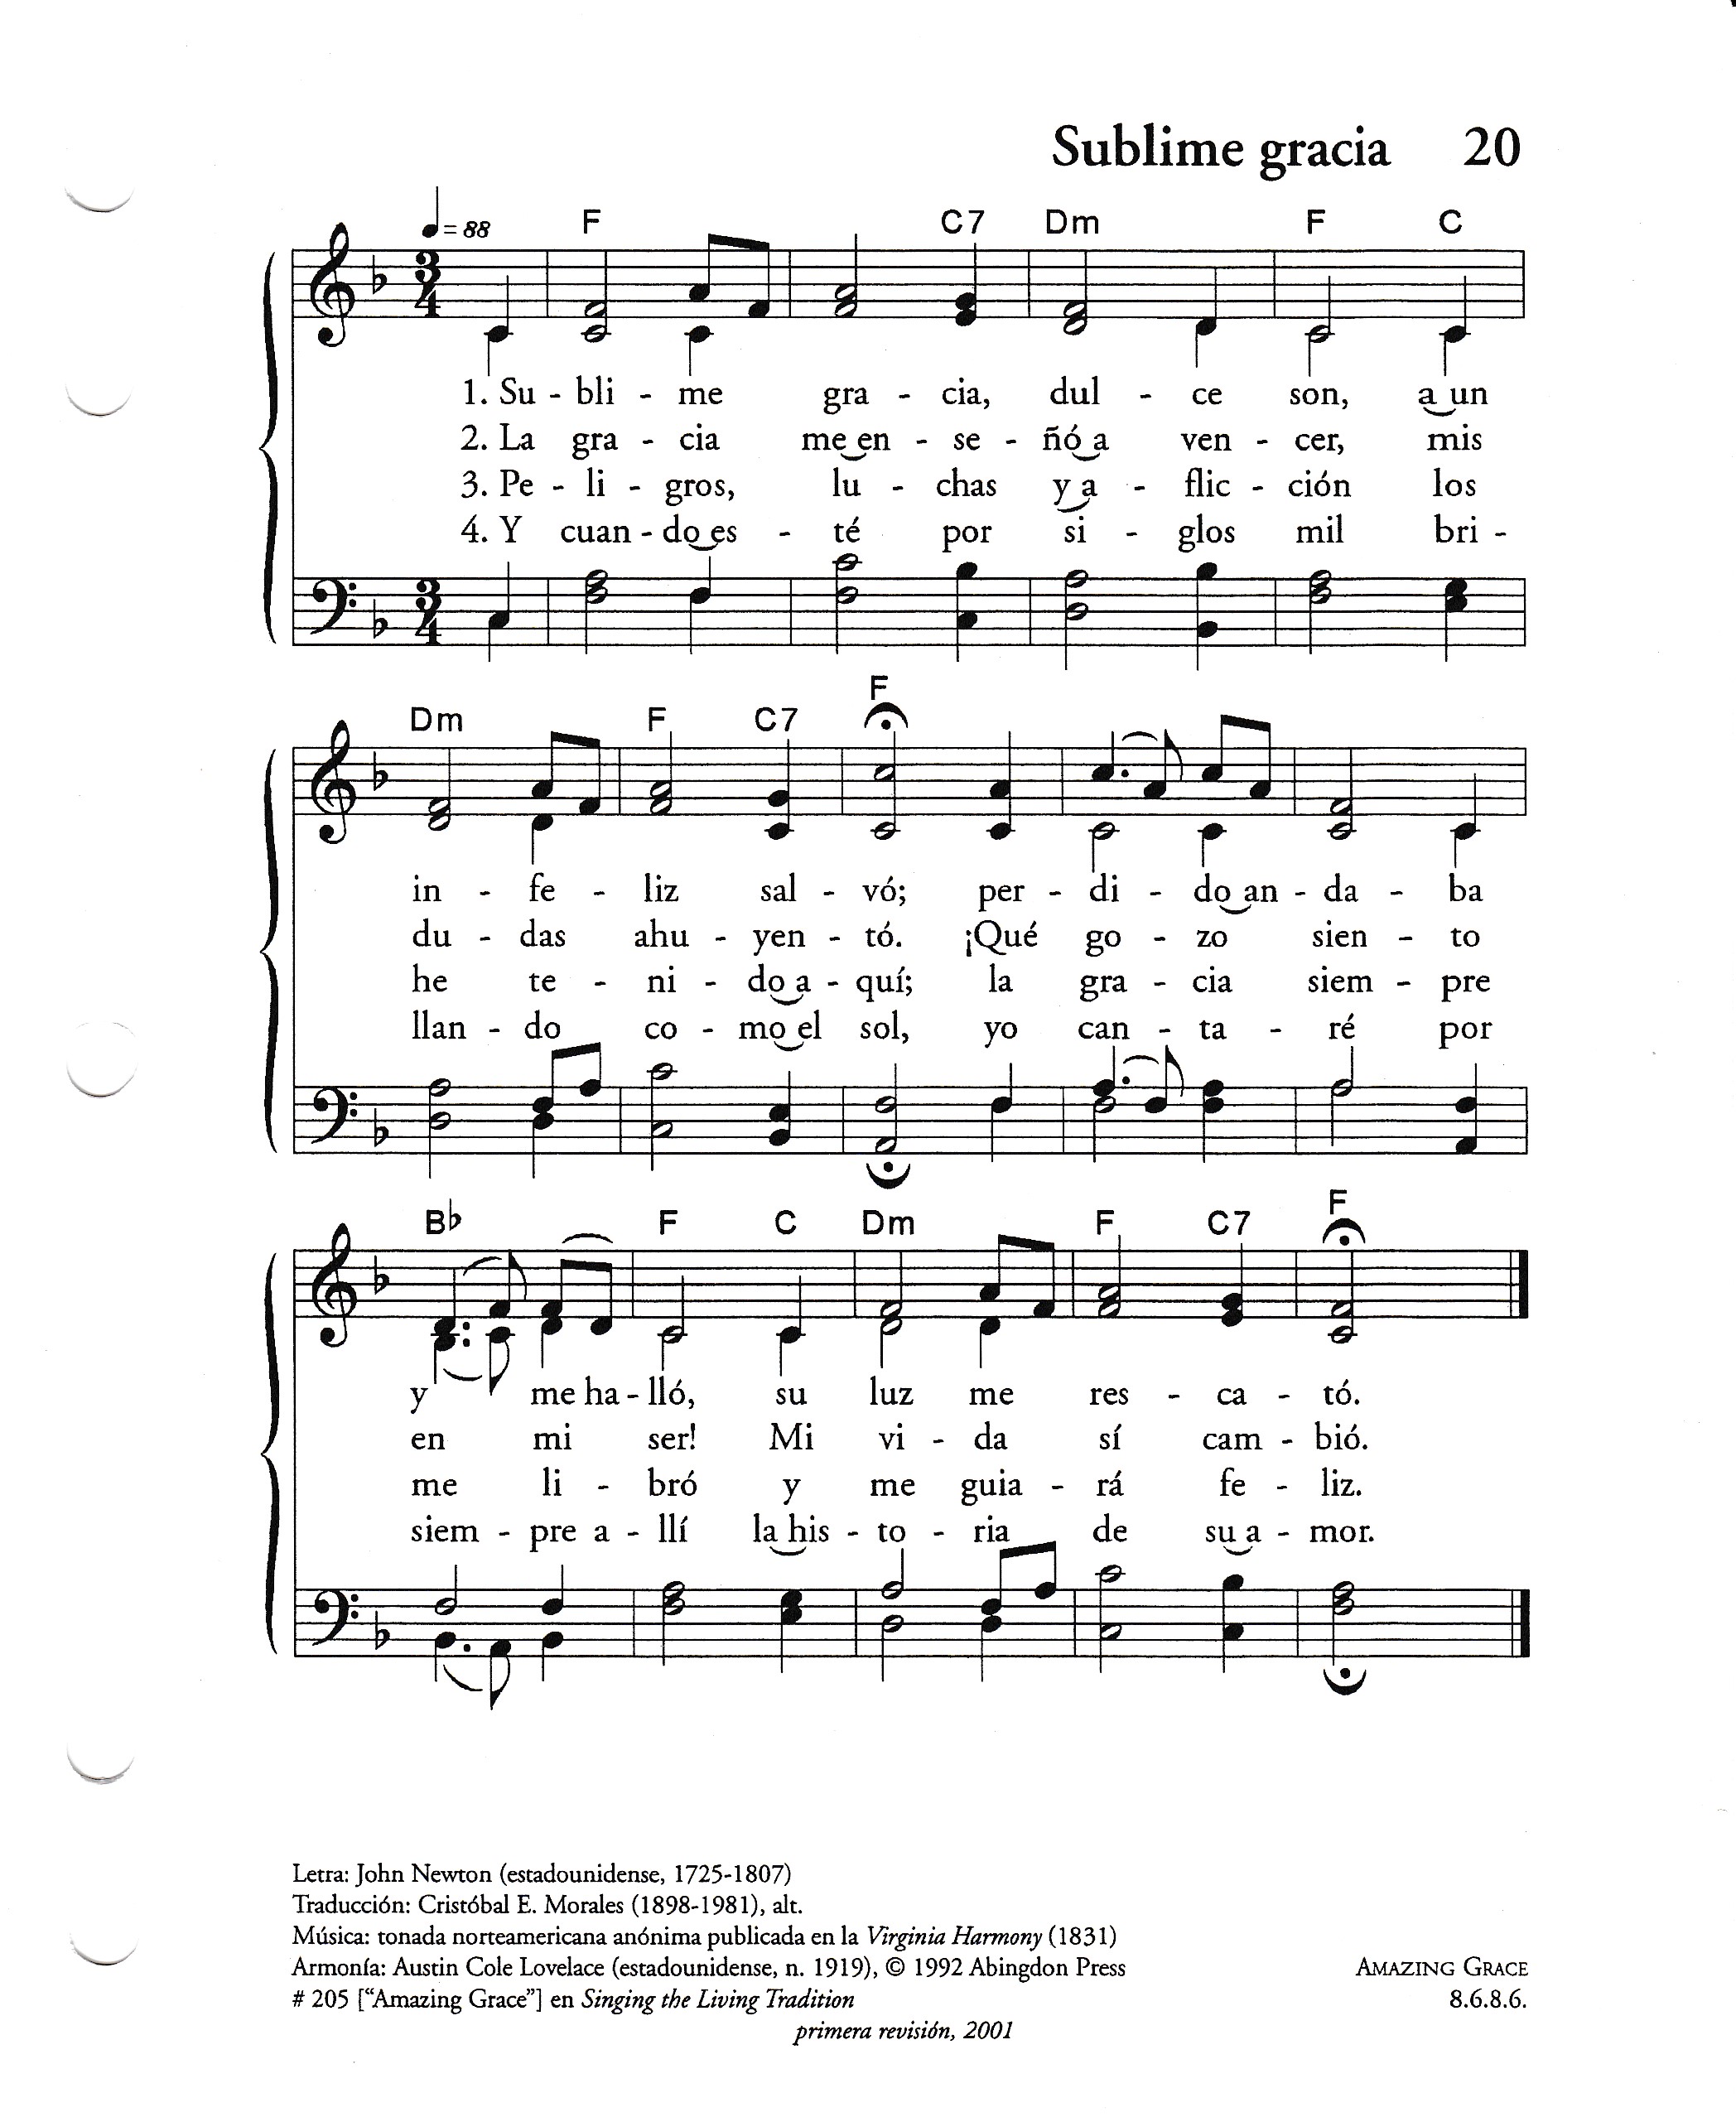 Sublime gracia 20
♩= 88
F C7 Dm F C
3 4
1. Su - bli - me gra - cia, dul - ce son, a un
2. La gra - cia me en - se - ñó a ven - cer, mis
3. Pe - li - gros, lu - chas y a - flic - ción los
4. Y cuan - do es - té por si - glos mil bri -
3 4
Dm F C7 F
in - fe - liz sal - vó; per - di - do an - da - ba
du - das ahu - yen - tó. ¡Qué go - zo sien - to
he te - ni - do a - quí; la gra - cia siem - pre
llan - do co - mo el sol, yo can - ta - ré por
B♭ F C Dm F C7 F
y me ha - lló, su luz me res - ca - tó.
en mi ser! Mi vi - da sí cam - bió.
me li - bró y me guia - rá fe - liz.
siem - pre a - llí la his - to - ria de su a - mor.
Letra: John Newton (estadounidense, 1725-1807)
Traducción: Cristóbal E. Morales (1898-1981), alt.
Música: tonada norteamericana anónima publicada en la Virginia Harmony (1831)
Armonía: Austin Cole Lovelace (estadounidense, n. 1919), © 1992 Abingdon Press
AMAZING GRACE
# 205 ["Amazing Grace"] en Singing the Living Tradition
8.6.8.6.
primera revisión, 2001